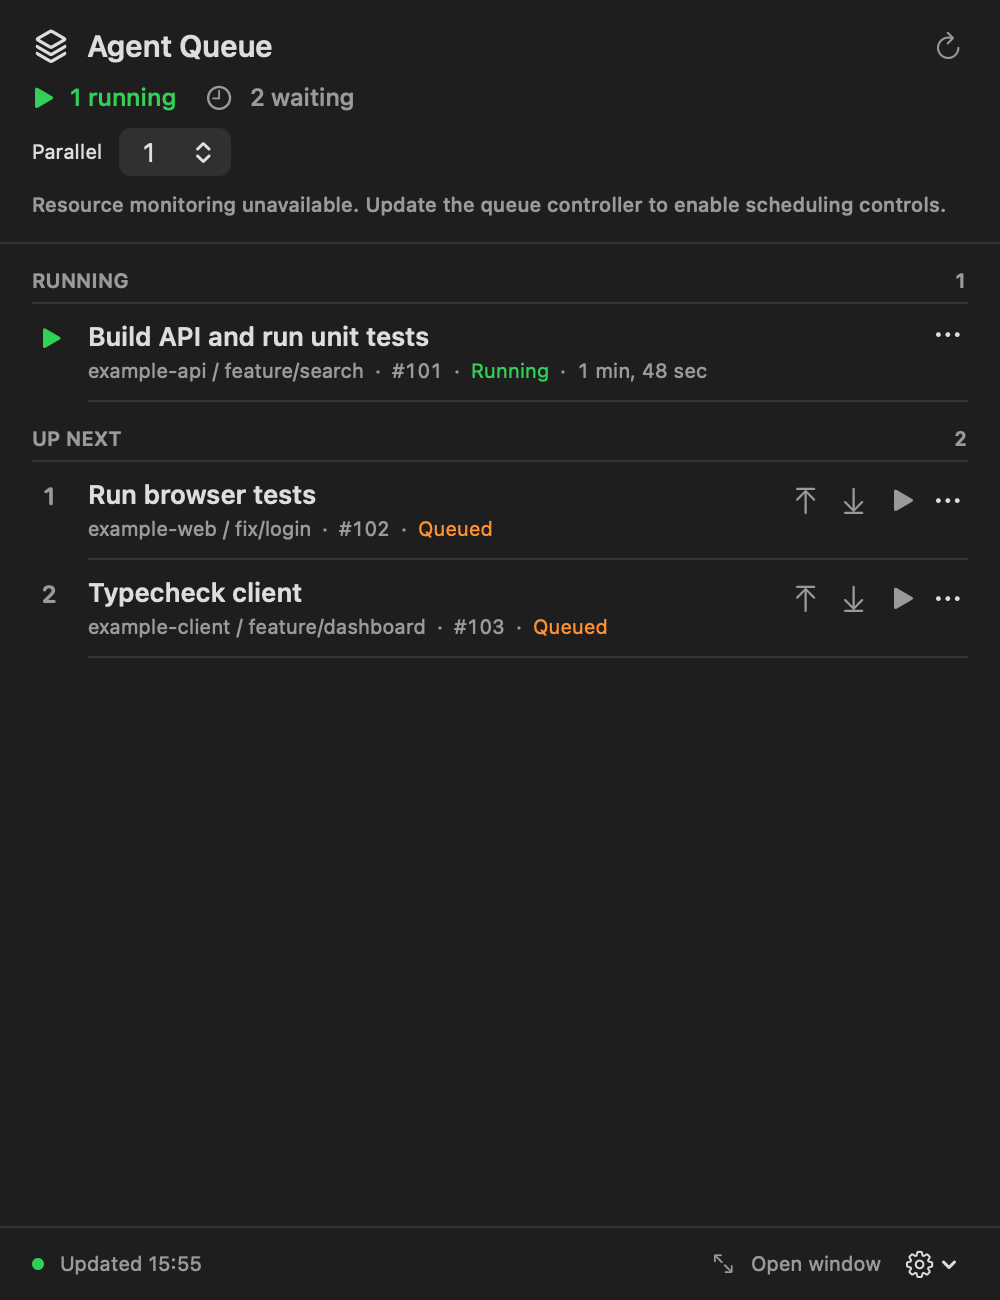 Agent Queue
1 running 2 waiting
Parallel 1
Resource monitoring unavailable. Update the queue controller to enable scheduling controls.
RUNNING 1
Build API and run unit tests
example-api / feature/search · #101 · Running · 1 min, 48 sec
UP NEXT 2
1 Run browser tests
example-web / fix/login · #102 · Queued
2 Typecheck client
example-client / feature/dashboard · #103 · Queued
Updated 15:55 Open window